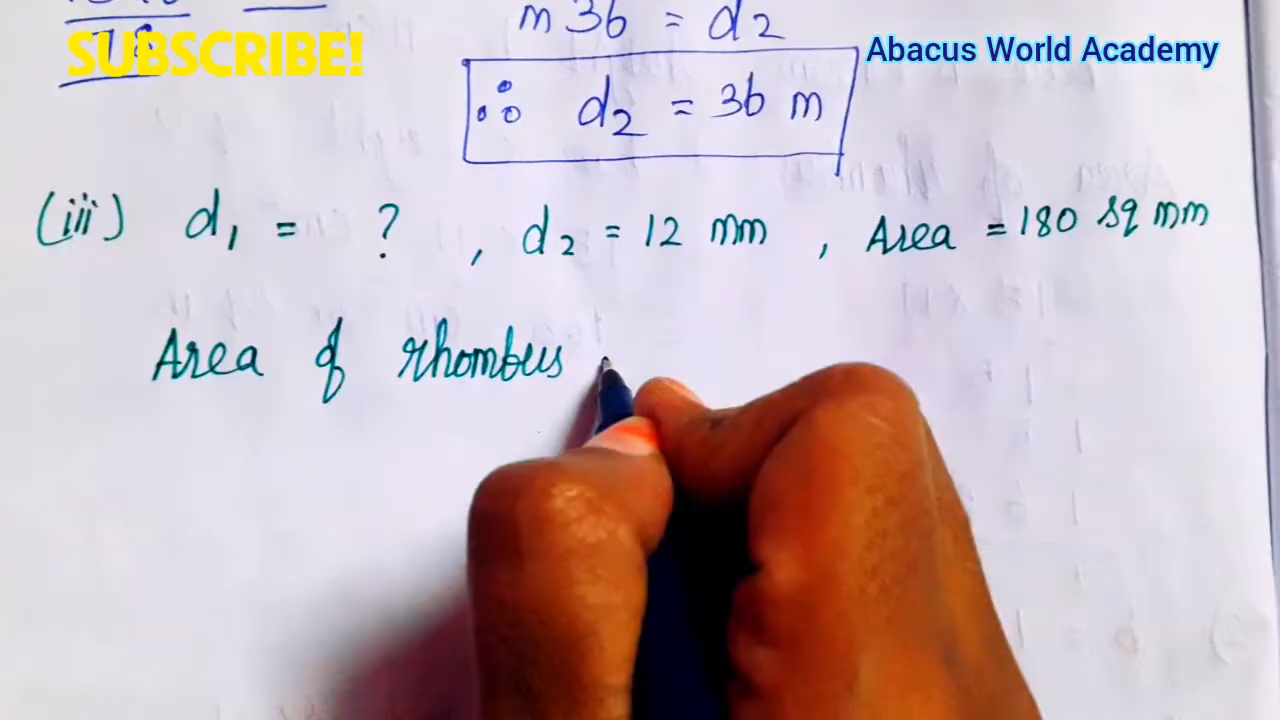 m 36 = d2
SUBSCRIBE!
Abacus World Academy
∴ d2 = 36 m
(iii) d1 = ? , d2 = 12 mm , Area = 180 sq mm
Area of rhombus